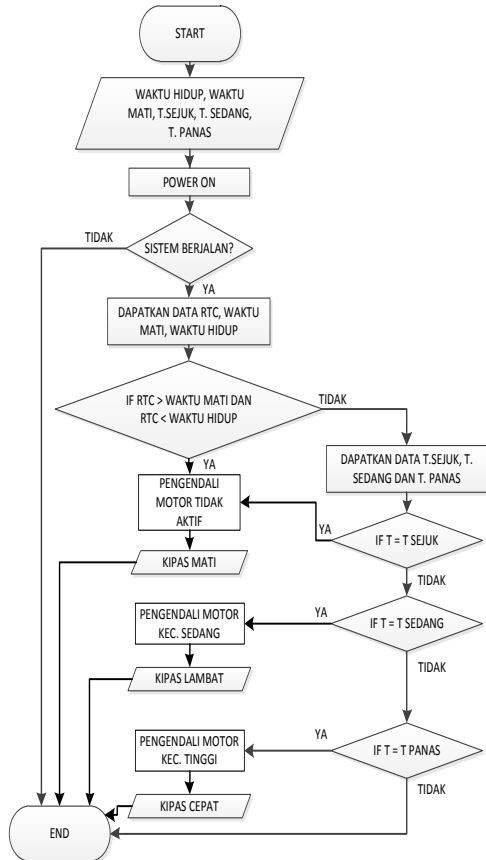 START
WAKTU HIDUP, WAKTU
MATI, T.SEJUK, T. SEDANG,
T. PANAS
POWER ON
TIDAK
SISTEM BERJALAN?
YA
DAPATKAN DATA RTC, WAKTU
MATI, WAKTU HIDUP
IF RTC > WAKTU MATI DAN
RTC < WAKTU HIDUP
TIDAK
YA
DAPATKAN DATA T.SEJUK, T.
SEDANG DAN T. PANAS
PENGENDALI
MOTOR TIDAK
AKTIF
YA
IF T = T SEJUK
KIPAS MATI
TIDAK
PENGENDALI MOTOR
KEC. SEDANG
YA
IF T = T SEDANG
KIPAS LAMBAT
TIDAK
PENGENDALI MOTOR
KEC. TINGGI
YA
IF T = T PANAS
KIPAS CEPAT
TIDAK
END